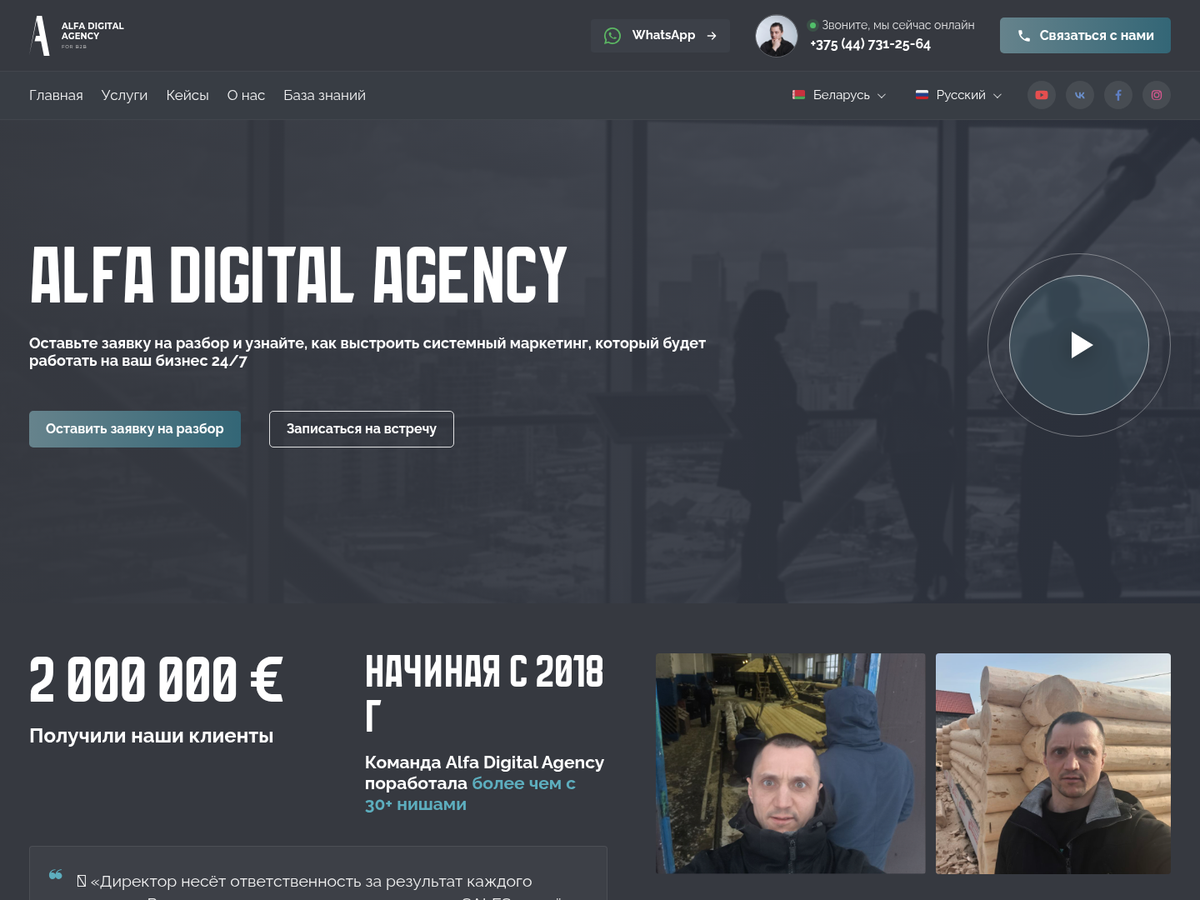 ALFA DIGITAL
AGENCY
FOR B2B
WhatsApp
Звоните, мы сейчас онлайн
+375 (44) 731-25-64
Связаться с нами
Главная Услуги Кейсы О нас База знаний
Беларусь Русский
ALFA DIGITAL AGENCY
Оставьте заявку на разбор и узнайте, как выстроить системный маркетинг, который будет
работать на ваш бизнес 24/7
Оставить заявку на разбор
Записаться на встречу
2 000 000 €
Получили наши клиенты
НАЧИНАЯ С 2018
Г
Команда Alfa Digital Agency
поработала более чем с
30+ нишами
«Директор несёт ответственность за результат каждого